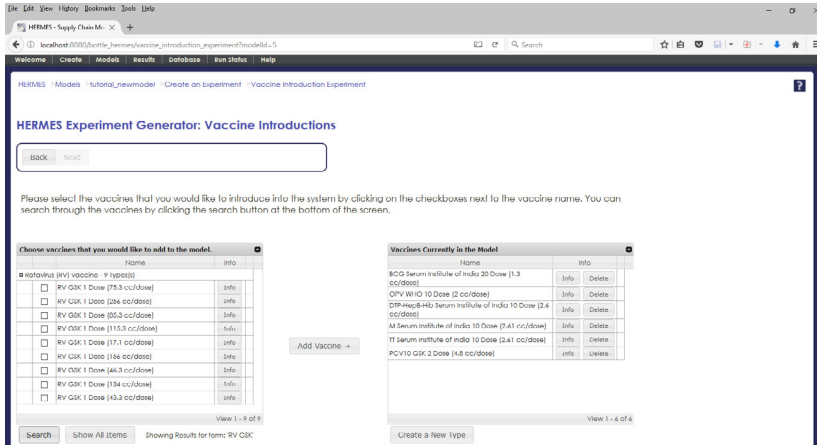 File Edit View History Bookmarks Tools Help
HERMES - Supply Chain Mo × +
localhost:8080/bottle_hermes/vaccine_introduction_experiment?modelId=5
Search
Welcome Create Models Results Database Run Status Help
HERMES >Models >tutorial_newmodel >Create an Experiment >Vaccine Introduction Experiment
?
HERMES Experiment Generator: Vaccine Introductions
Back Next
Please select the vaccines that you would like to introduce into the system by clicking on the checkboxes next to the vaccine name. You can
search through the vaccines by clicking the search button at the bottom of the screen.
Choose vaccines that you would like to add to the model.
Name Info
Rotavirus (RV) vaccine - 9 Types(s)
RV GSK 1 Dose (75.3 cc/dose) Info
RV GSK 1 Dose (256 cc/dose) Info
RV GSK 1 Dose (85.3 cc/dose) Info
RV GSK 1 Dose (115.3 cc/dose) Info
RV GSK 1 Dose (17.1 cc/dose) Info
RV GSK 1 Dose (156 cc/dose) Info
RV GSK 1 Dose (46.3 cc/dose) Info
RV GSK 1 Dose (134 cc/dose) Info
RV GSK 1 Dose (43.3 cc/dose) Info
View 1 - 9 of 9
Search Show All Items Showing Results for term: 'RV GSK'
Add Vaccine →
Vaccines Currently in the Model
Name Info
BCG Serum Institute of India 20 Dose (1.3
cc/dose) Info Delete
OPV WHO 10 Dose (2 cc/dose) Info Delete
DTP-HepB-Hib Serum Institute of India 10 Dose (2.6
cc/dose) Info Delete
M Serum Institute of India 10 Dose (2.61 cc/dose) Info Delete
TT Serum Institute of India 10 Dose (2.61 cc/dose) Info Delete
PCV10 GSK 2 Dose (4.8 cc/dose) Info Delete
View 1 - 6 of 6
Create a New Type